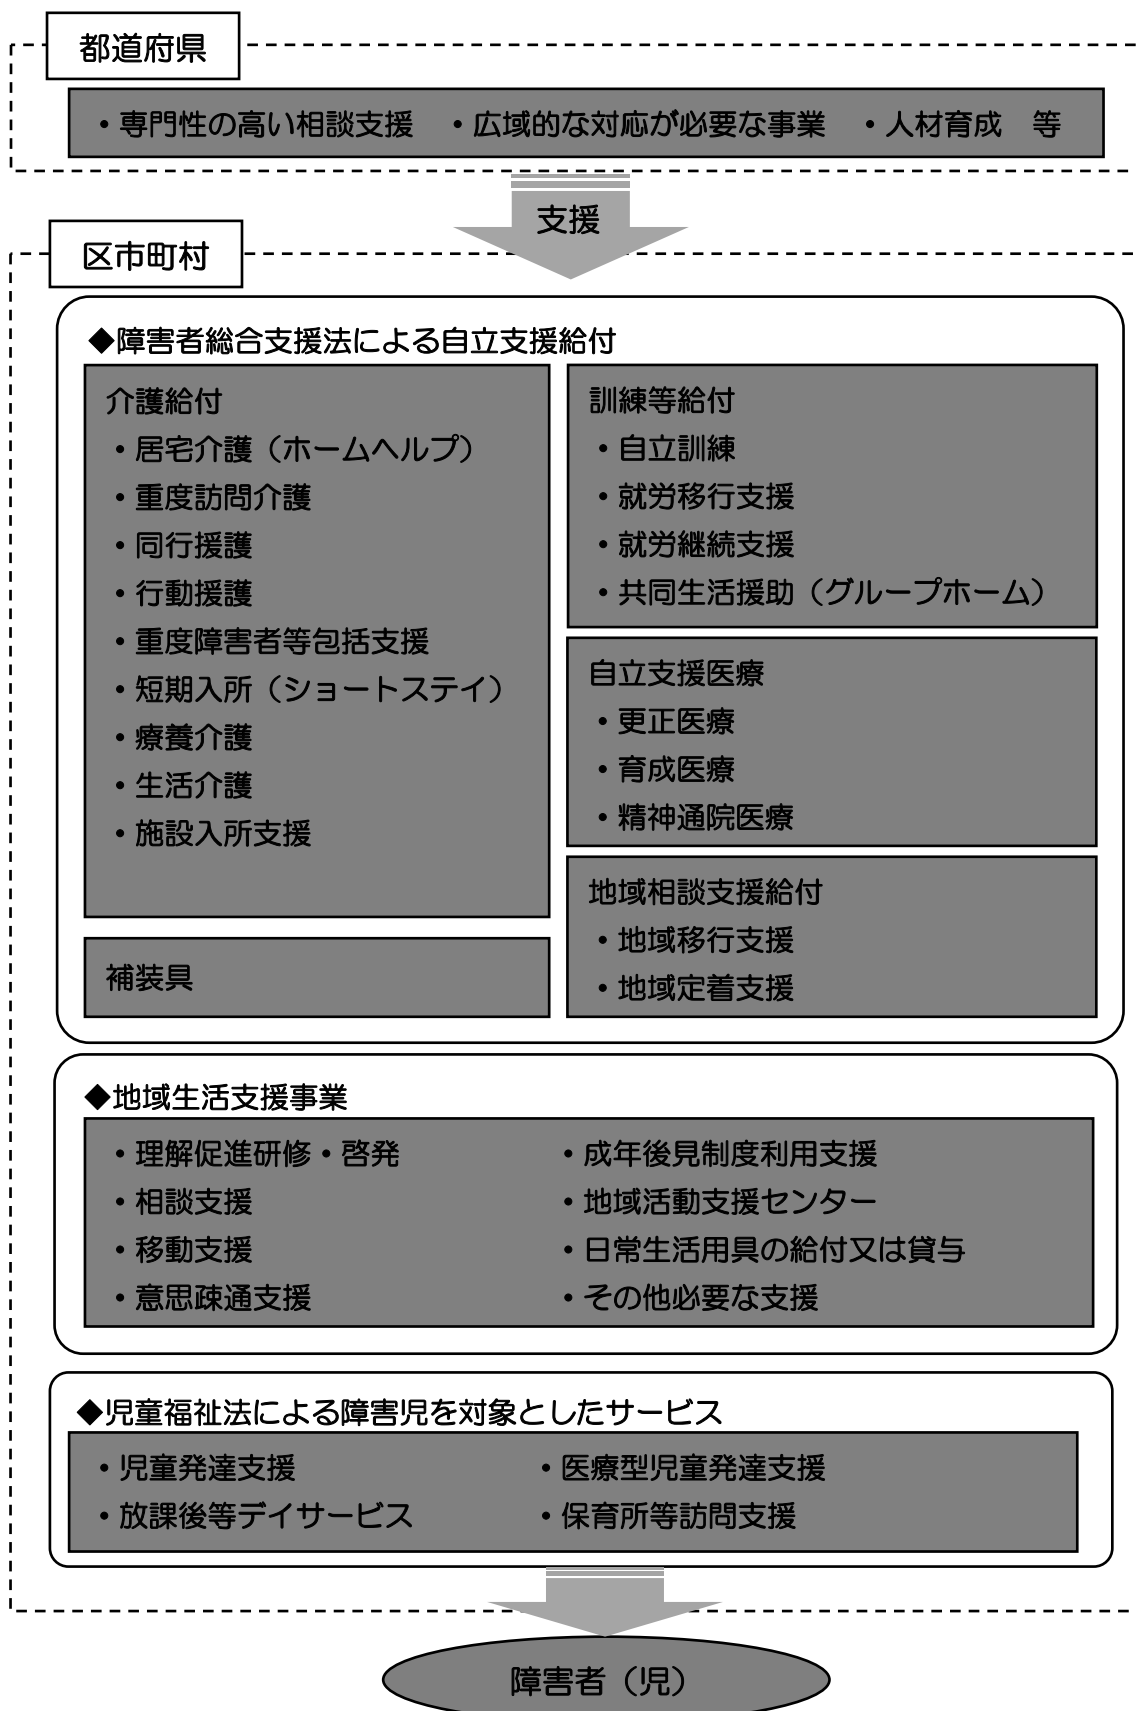 都道府県
・専門性の高い相談支援　・広域的な対応が必要な事業　・人材育成　等
支援
区市町村
◆障害者総合支援法による自立支援給付
介護給付
・居宅介護（ホームヘルプ）
・重度訪問介護
・同行援護
・行動援護
・重度障害者等包括支援
・短期入所（ショートステイ）
・療養介護
・生活介護
・施設入所支援
補装具
訓練等給付
・自立訓練
・就労移行支援
・就労継続支援
・共同生活援助（グループホーム）
自立支援医療
・更正医療
・育成医療
・精神通院医療
地域相談支援給付
・地域移行支援
・地域定着支援
◆地域生活支援事業
・理解促進研修・啓発
・相談支援
・移動支援
・意思疎通支援
・成年後見制度利用支援
・地域活動支援センター
・日常生活用具の給付又は貸与
・その他必要な支援
◆児童福祉法による障害児を対象としたサービス
・児童発達支援
・放課後等デイサービス
・医療型児童発達支援
・保育所等訪問支援
障害者（児）